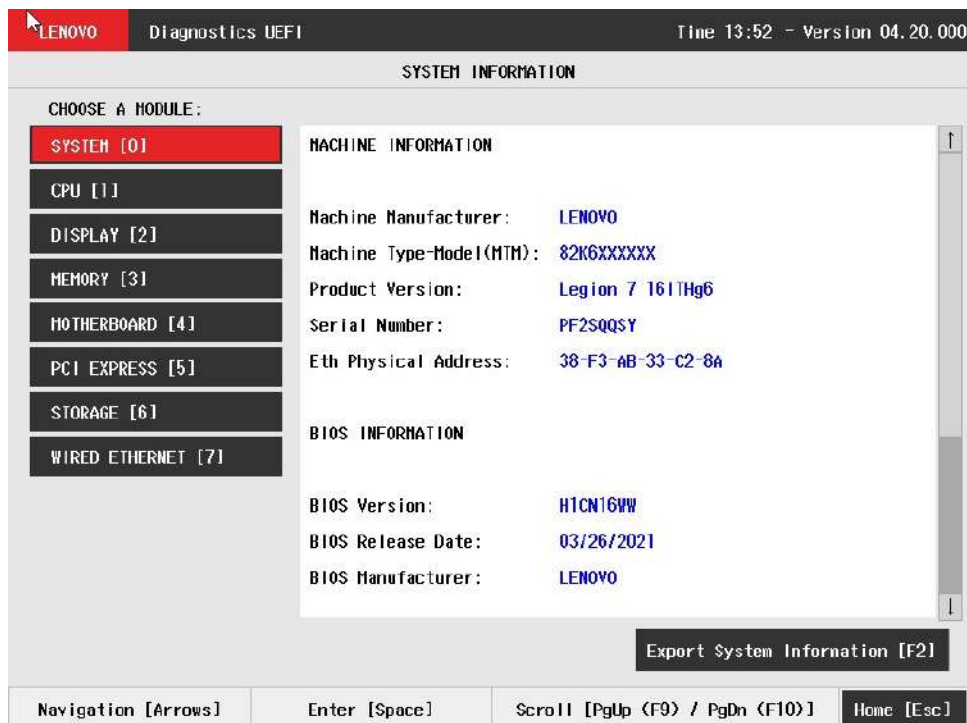 LENOVO Diagnostics UEFI Time 13:52 - Version 04.20.000
SYSTEM INFORMATION
CHOOSE A MODULE:
SYSTEM [0]
CPU [1]
DISPLAY [2]
MEMORY [3]
MOTHERBOARD [4]
PCI EXPRESS [5]
STORAGE [6]
WIRED ETHERNET [7]
MACHINE INFORMATION
Machine Manufacturer: LENOVO
Machine Type-Model(MTM): 82K6XXXXXX
Product Version: Legion 7 16ITHg6
Serial Number: PF2SQQSY
Eth Physical Address: 38-F3-AB-33-C2-8A
BIOS INFORMATION
BIOS Version: H1CN16WW
BIOS Release Date: 03/26/2021
BIOS Manufacturer: LENOVO
Export System Information [F2]
Navigation [Arrows] Enter [Space] Scroll [PgUp (F9) / PgDn (F10)] Home [Esc]